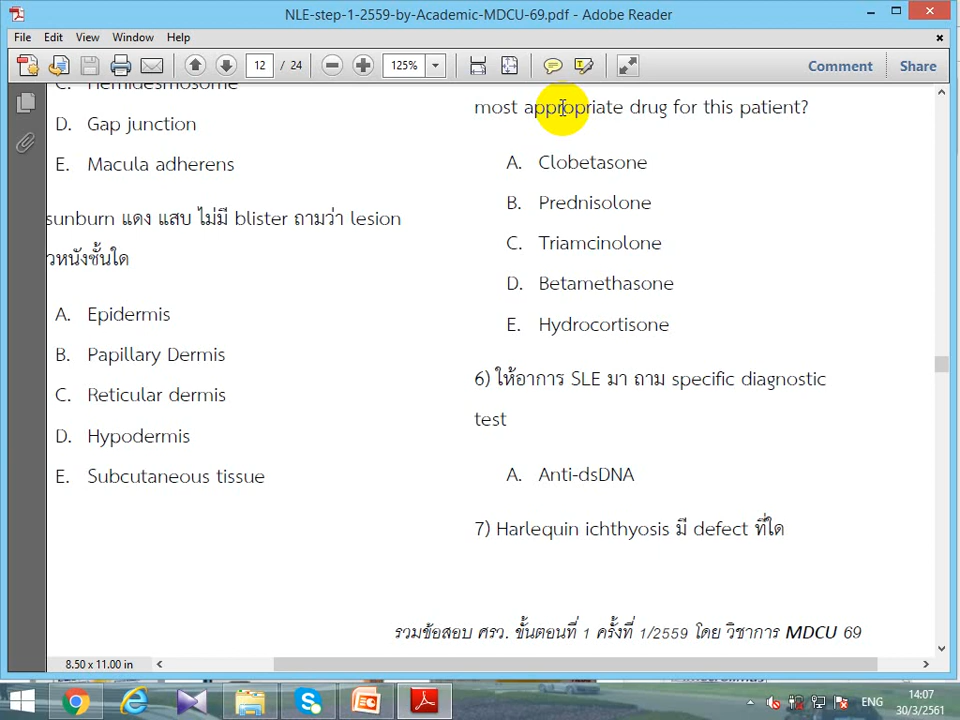 NLE-step-1-2559-by-Academic-MDCU-69.pdf - Adobe Reader
File Edit View Window Help
12 / 24 125% Comment Share
C. Hemidesmosome
D. Gap junction
E. Macula adherens
sunburn แดง แสบ ไม่มี blister ถามว่า lesion
วหนังชั้นใด
A. Epidermis
B. Papillary Dermis
C. Reticular dermis
D. Hypodermis
E. Subcutaneous tissue
most appropriate drug for this patient?
A. Clobetasone
B. Prednisolone
C. Triamcinolone
D. Betamethasone
E. Hydrocortisone
6) ให้อาการ SLE มา ถาม specific diagnostic
test
A. Anti-dsDNA
7) Harlequin ichthyosis มี defect ที่ใด
รวมข้อสอบ ศรว. ขั้นตอนที่ 1 ครั้งที่ 1/2559 โดย วิชาการ MDCU 69
8.50 x 11.00 in
ENG
14:07
30/3/2561